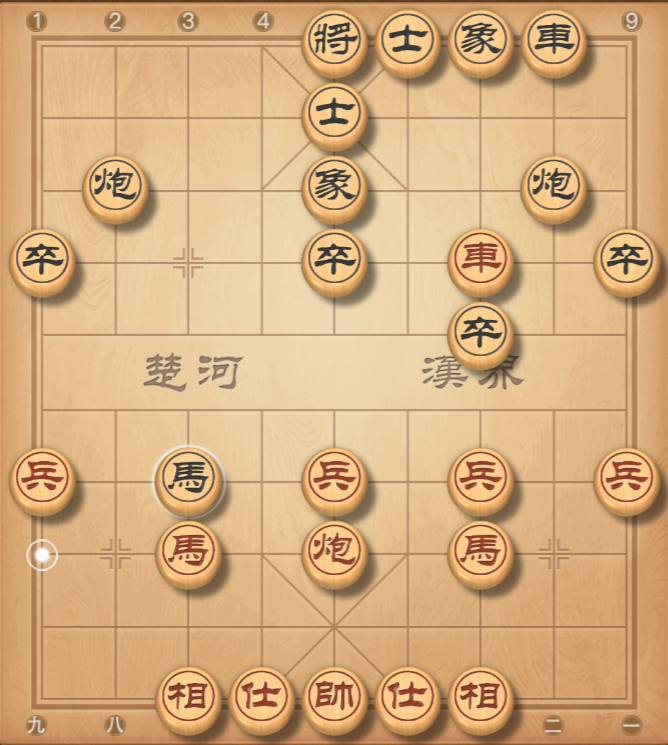 1 2 3 4 9
將 士 象 車
士
炮 象 炮
卒 卒 車 卒
卒
楚河 漢界
兵 馬 兵 兵 兵
馬 炮 馬
相 仕 帥 仕 相
九 八 二 一